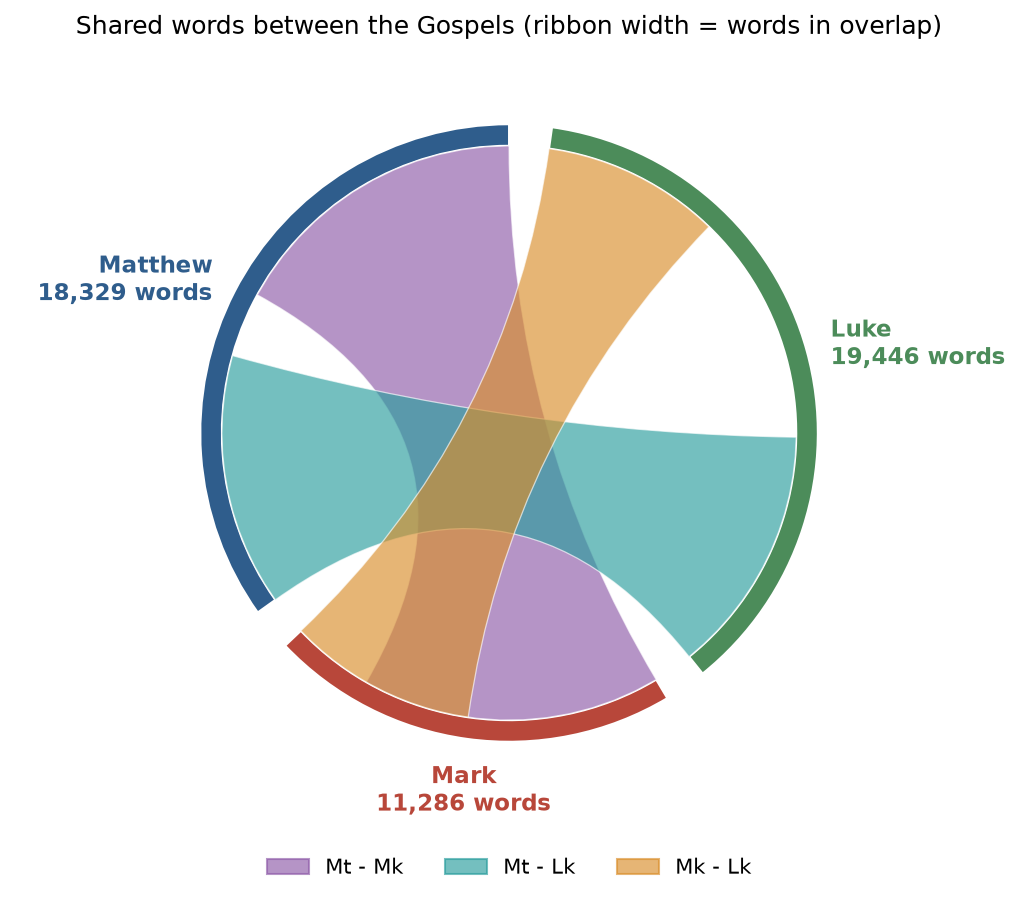 Shared words between the Gospels (ribbon width = words in overlap)
Matthew
18,329 words
Luke
19,446 words
Mark
11,286 words
Mt - Mk
Mt - Lk
Mk - Lk